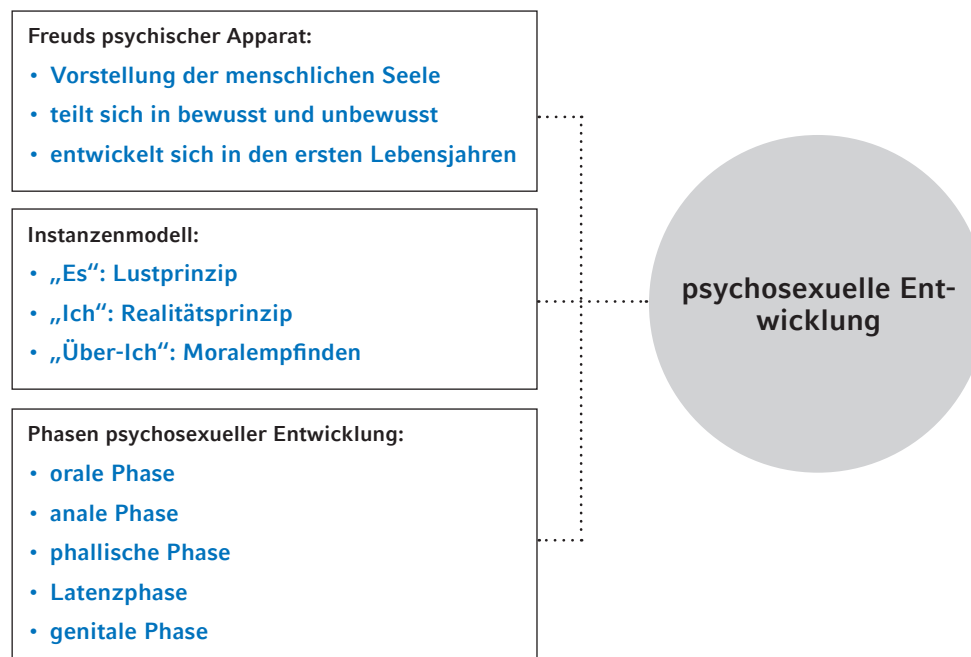 Freuds psychischer Apparat:
• Vorstellung der menschlichen Seele
• teilt sich in bewusst und unbewusst
• entwickelt sich in den ersten Lebensjahren
Instanzenmodell:
• „Es“: Lustprinzip
• „Ich“: Realitätsprinzip
• „Über-Ich“: Moralempfinden
Phasen psychosexueller Entwicklung:
• orale Phase
• anale Phase
• phallische Phase
• Latenzphase
• genitale Phase
psychosexuelle Ent-
wicklung